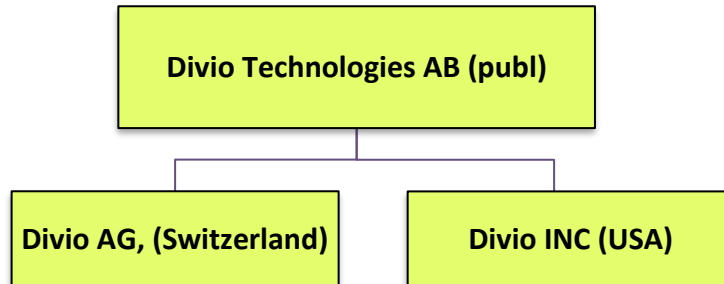 Divio Technologies AB (publ)
Divio AG, (Switzerland)
Divio INC (USA)